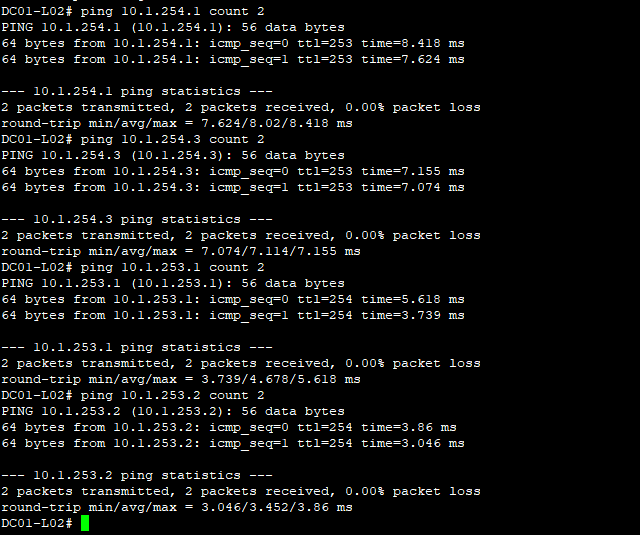 DC01-L02# ping 10.1.254.1 count 2
PING 10.1.254.1 (10.1.254.1): 56 data bytes
64 bytes from 10.1.254.1: icmp_seq=0 ttl=253 time=8.418 ms
64 bytes from 10.1.254.1: icmp_seq=1 ttl=253 time=7.624 ms

--- 10.1.254.1 ping statistics ---
2 packets transmitted, 2 packets received, 0.00% packet loss
round-trip min/avg/max = 7.624/8.02/8.418 ms
DC01-L02# ping 10.1.254.3 count 2
PING 10.1.254.3 (10.1.254.3): 56 data bytes
64 bytes from 10.1.254.3: icmp_seq=0 ttl=253 time=7.155 ms
64 bytes from 10.1.254.3: icmp_seq=1 ttl=253 time=7.074 ms

--- 10.1.254.3 ping statistics ---
2 packets transmitted, 2 packets received, 0.00% packet loss
round-trip min/avg/max = 7.074/7.114/7.155 ms
DC01-L02# ping 10.1.253.1 count 2
PING 10.1.253.1 (10.1.253.1): 56 data bytes
64 bytes from 10.1.253.1: icmp_seq=0 ttl=254 time=5.618 ms
64 bytes from 10.1.253.1: icmp_seq=1 ttl=254 time=3.739 ms

--- 10.1.253.1 ping statistics ---
2 packets transmitted, 2 packets received, 0.00% packet loss
round-trip min/avg/max = 3.739/4.678/5.618 ms
DC01-L02# ping 10.1.253.2 count 2
PING 10.1.253.2 (10.1.253.2): 56 data bytes
64 bytes from 10.1.253.2: icmp_seq=0 ttl=254 time=3.86 ms
64 bytes from 10.1.253.2: icmp_seq=1 ttl=254 time=3.046 ms

--- 10.1.253.2 ping statistics ---
2 packets transmitted, 2 packets received, 0.00% packet loss
round-trip min/avg/max = 3.046/3.452/3.86 ms
DC01-L02#